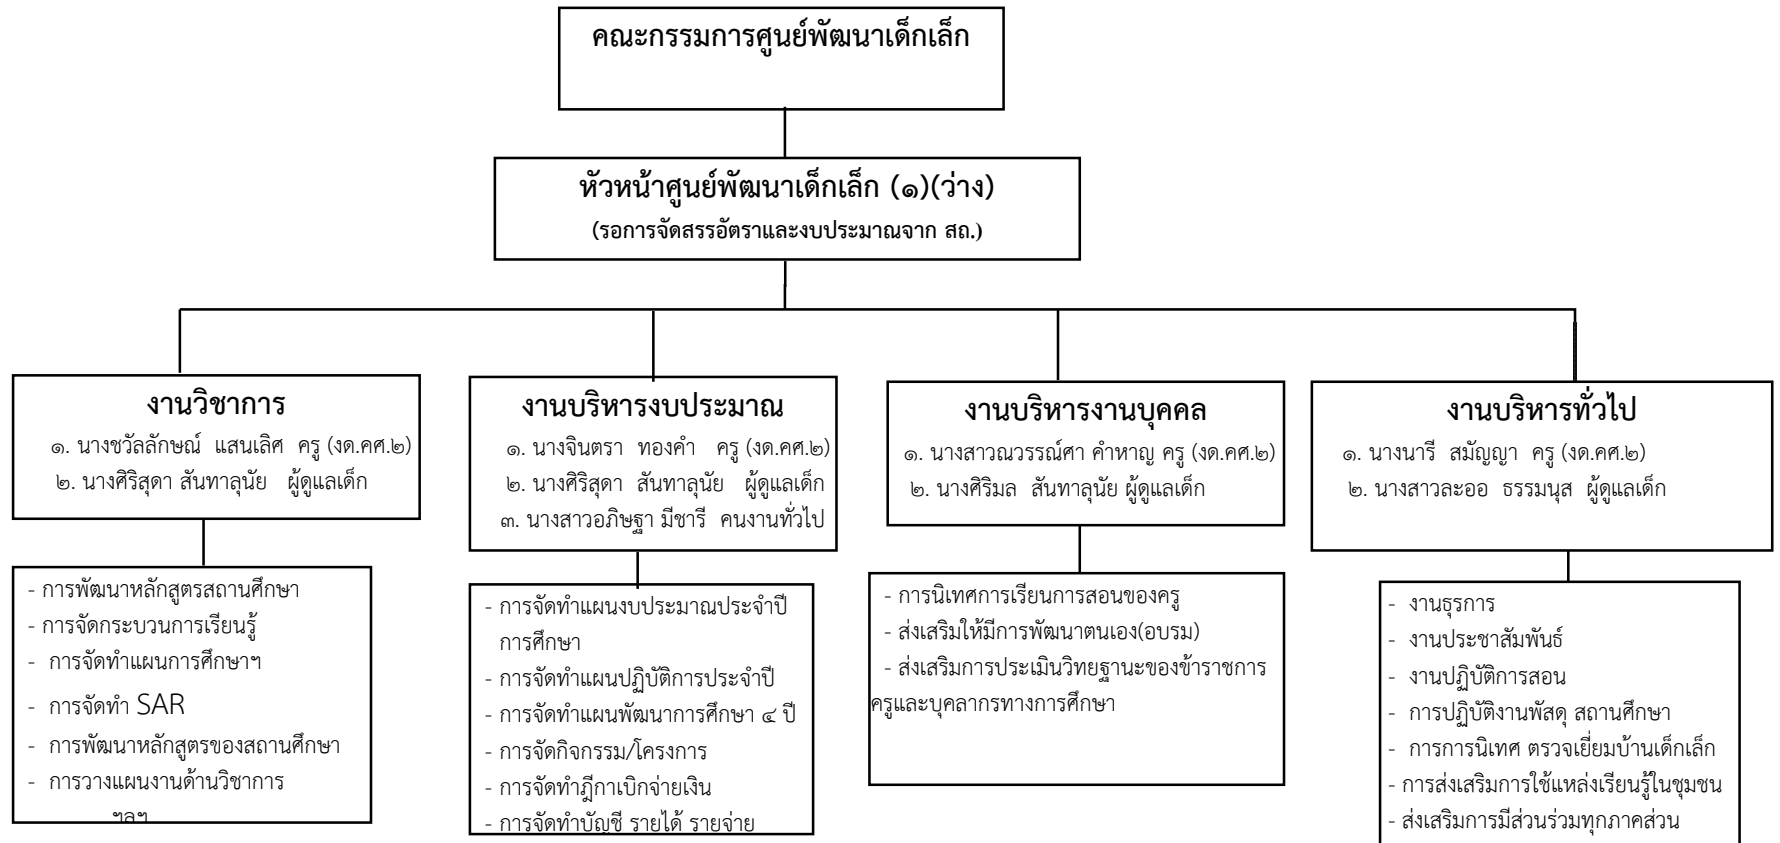 คณะกรรมการศูนย์พัฒนาเด็กเล็ก
หัวหน้าศูนย์พัฒนาเด็กเล็ก (๑)(ว่าง)
(รอการจัดสรรอัตราและงบประมาณจาก สถ.)
งานวิชาการ
๑. นางชวัลลักษณ์ แสนเลิศ ครู (งด.คศ.๒)
๒. นางศิริสุดา สันทาลุนัย ผู้ดูแลเด็ก
- การพัฒนาหลักสูตรสถานศึกษา
- การจัดกระบวนการเรียนรู้
- การจัดทำแผนการศึกษาฯ
- การจัดทำ SAR
- การพัฒนาหลักสูตรของสถานศึกษา
- การวางแผนงานด้านวิชาการ
ฯลฯ
งานบริหารงบประมาณ
๑. นางจินตรา ทองคำ ครู (งด.คศ.๒)
๒. นางศิริสุดา สันทาลุนัย ผู้ดูแลเด็ก
๓. นางสาวอภิษฐา มีชารี คนงานทั่วไป
- การจัดทำแผนงบประมาณประจำปี
การศึกษา
- การจัดทำแผนปฏิบัติการประจำปี
- การจัดทำแผนพัฒนาการศึกษา ๔ ปี
- การจัดกิจกรรม/โครงการ
- การจัดทำฎีกาเบิกจ่ายเงิน
- การจัดทำบัญชี รายได้ รายจ่าย
งานบริหารงานบุคคล
๑. นางสาวณวรรณ์ศา คำหาญ ครู (งด.คศ.๒)
๒. นางศิริมล สันทาลุนัย ผู้ดูแลเด็ก
- การนิเทศการเรียนการสอนของครู
- ส่งเสริมให้มีการพัฒนาตนเอง(อบรม)
- ส่งเสริมการประเมินวิทยฐานะของข้าราชการ
ครูและบุคลากรทางการศึกษา
งานบริหารทั่วไป
๑. นางนารี สมัญญา ครู (งด.คศ.๒)
๒. นางสาวละออ ธรรมนุส ผู้ดูแลเด็ก
- งานธุรการ
- งานประชาสัมพันธ์
- งานปฏิบัติการสอน
- การปฏิบัติงานพัสดุ สถานศึกษา
- การการนิเทศ ตรวจเยี่ยมบ้านเด็กเล็ก
- การส่งเสริมการใช้แหล่งเรียนรู้ในชุมชน
- ส่งเสริมการมีส่วนร่วมทุกภาคส่วน